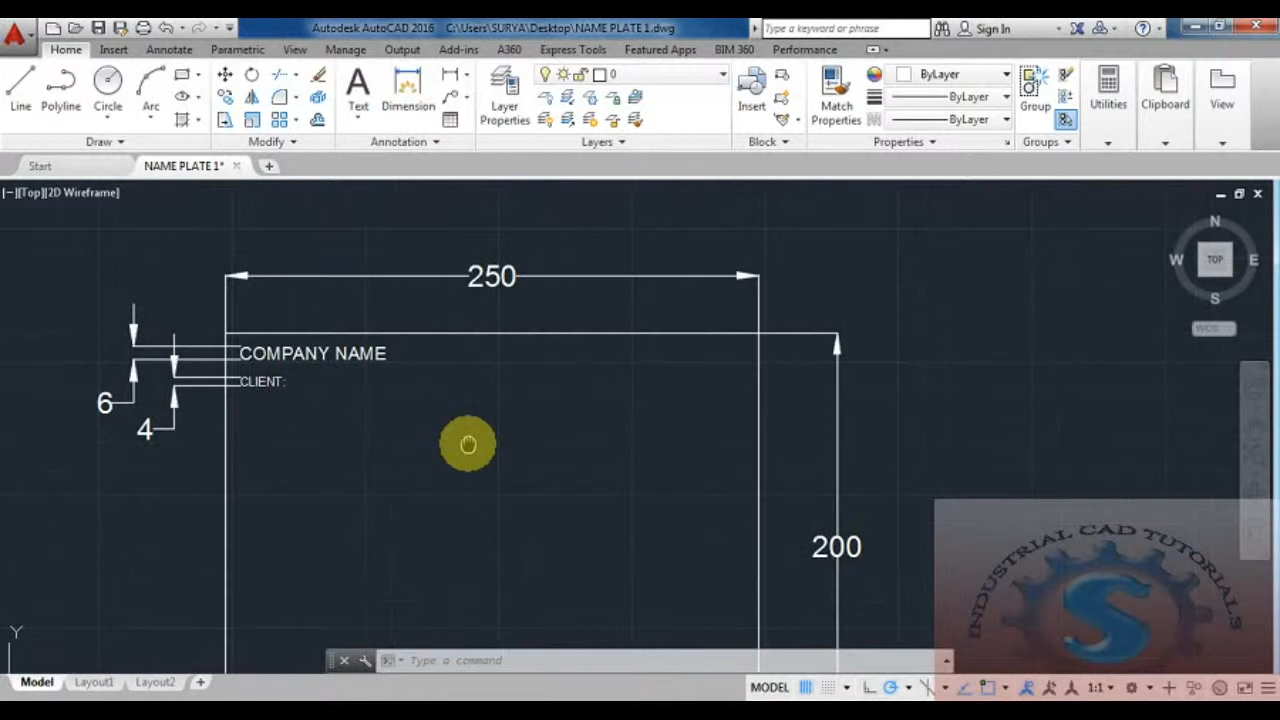 Autodesk AutoCAD 2016 C:\Users\SURYA\Desktop\NAME PLATE 1.dwg
Type a keyword or phrase
Sign In
Home Insert Annotate Parametric View Manage Output Add-ins A360 Express Tools Featured Apps BIM 360 Performance
0
ByLayer
ByLayer
ByLayer
Line Polyline Circle Arc
Text Dimension
Layer Properties
Insert
Match Properties
Group
Utilities
Clipboard
View
Draw Modify Annotation Layers Block Properties Groups
Start NAME PLATE 1*
[−][Top][2D Wireframe]
N
W TOP E
S
WCS
250
COMPANY NAME
CLIENT:
6
4
200
INDUSTRIAL CAD TUTORIALS
S
Y
Type a command
Model Layout1 Layout2 +
MODEL 1:1